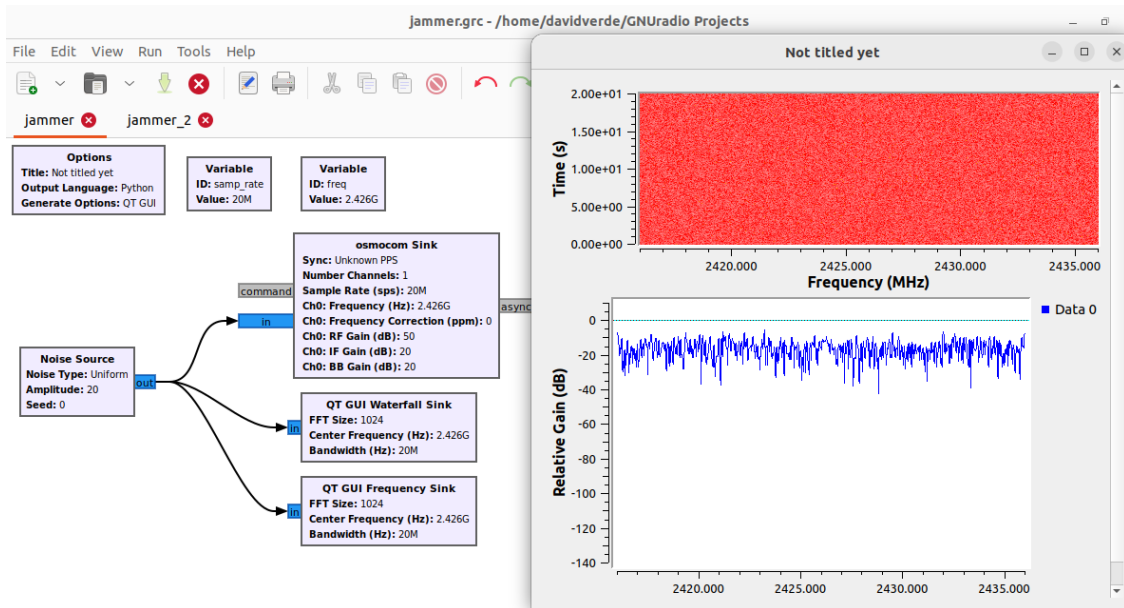 jammer.grc - /home/davidverde/GNUradio Projects
File Edit View Run Tools Help
jammer jammer_2
Options
Title: Not titled yet
Output Language: Python
Generate Options: QT GUI
Variable
ID: samp_rate
Value: 20M
Variable
ID: freq
Value: 2.426G
osmocom Sink
Sync: Unknown PPS
Number Channels: 1
Sample Rate (sps): 20M
Ch0: Frequency (Hz): 2.426G
Ch0: Frequency Correction (ppm): 0
Ch0: RF Gain (dB): 50
Ch0: IF Gain (dB): 20
Ch0: BB Gain (dB): 20
command
in
async
Noise Source
Noise Type: Uniform
Amplitude: 20
Seed: 0
out
QT GUI Waterfall Sink
FFT Size: 1024
Center Frequency (Hz): 2.426G
Bandwidth (Hz): 20M
in
QT GUI Frequency Sink
FFT Size: 1024
Center Frequency (Hz): 2.426G
Bandwidth (Hz): 20M
in
Not titled yet
Time (s)
2.00e+01
1.50e+01
1.00e+01
5.00e+00
0.00e+00
2420.000 2425.000 2430.000 2435.000
Frequency (MHz)
Data 0
Relative Gain (dB)
0
-20
-40
-60
-80
-100
-120
-140
2420.000 2425.000 2430.000 2435.000